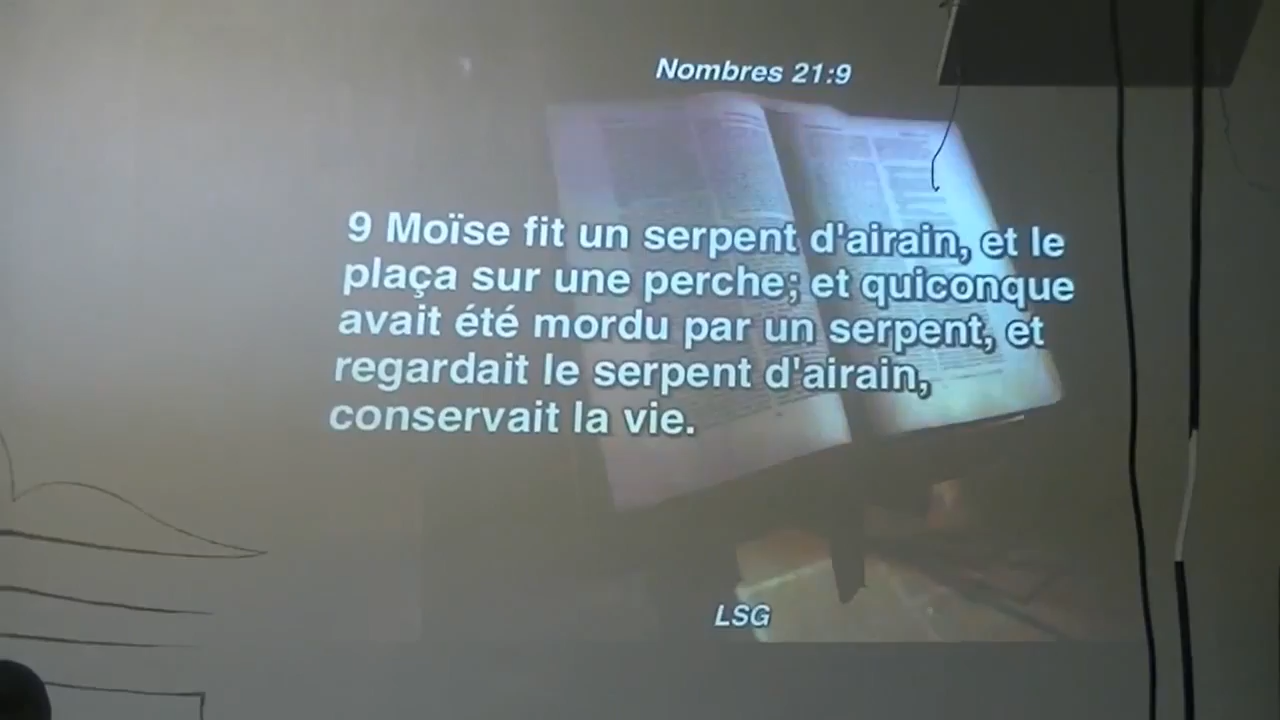 Nombres 21:9
9 Moïse fit un serpent d'airain, et le
plaça sur une perche; et quiconque
avait été mordu par un serpent, et
regardait le serpent d'airain,
conservait la vie.
LSG